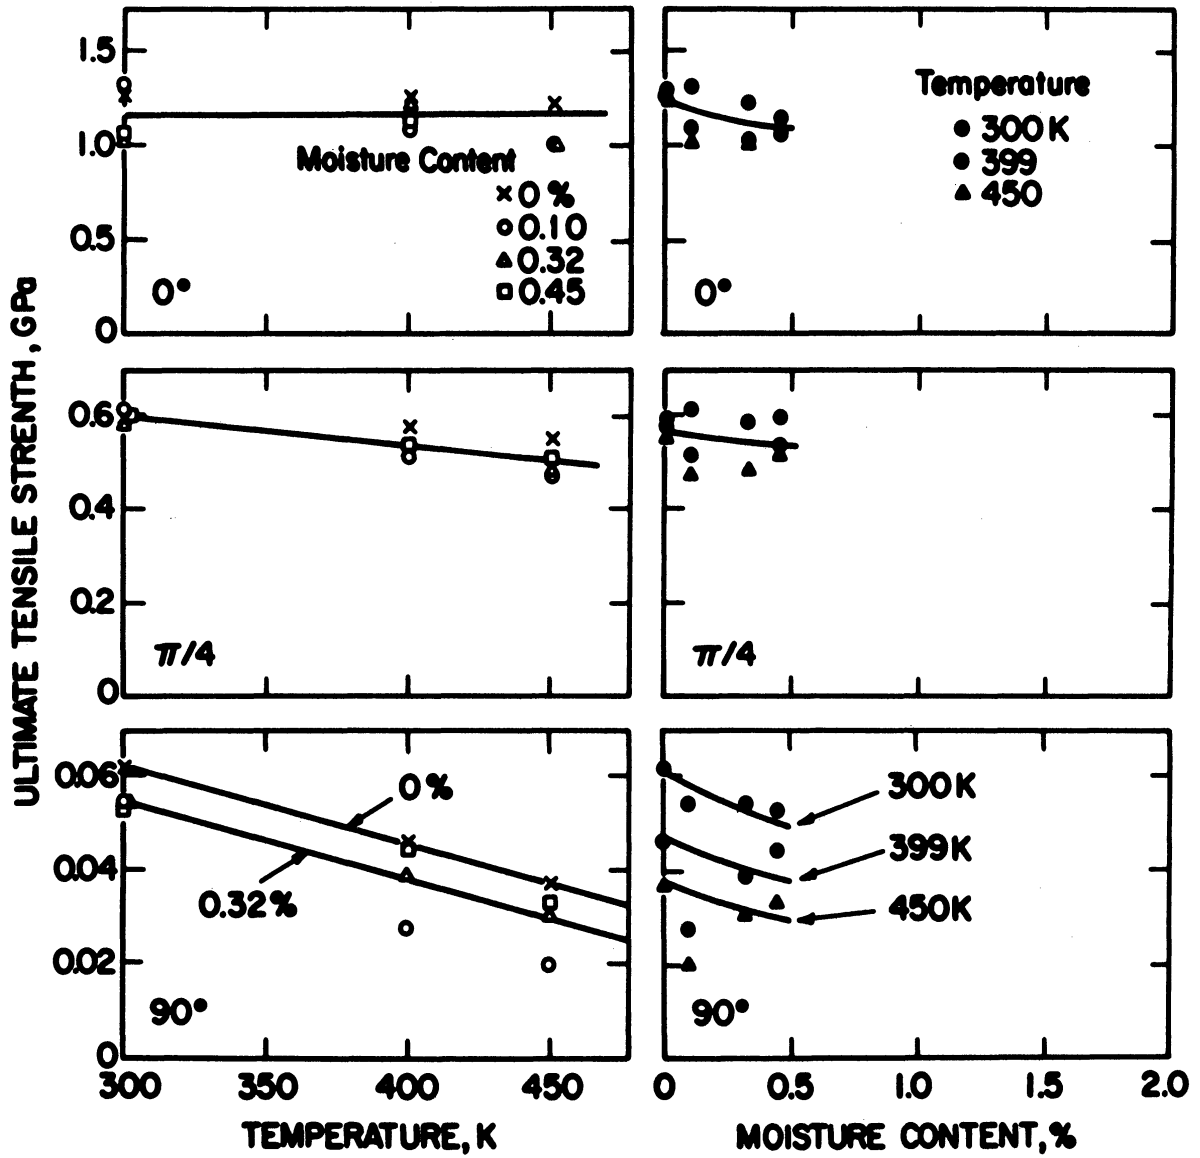 ULTIMATE TENSILE STRENTH, GPa
1.5
1.0
0.5
0
Moisture Content
× 0 %
○ 0.10
△ 0.32
□ 0.45
0°
Temperature
● 300 K
● 399
▲ 450
0°
0.6
0.4
0.2
0
π/4
π/4
0.06
0.04
0.02
0
0 %
0.32 %
90°
300 K
399 K
450 K
90°
300 350 400 450
0 0.5 1.0 1.5 2.0
TEMPERATURE, K
MOISTURE CONTENT, %